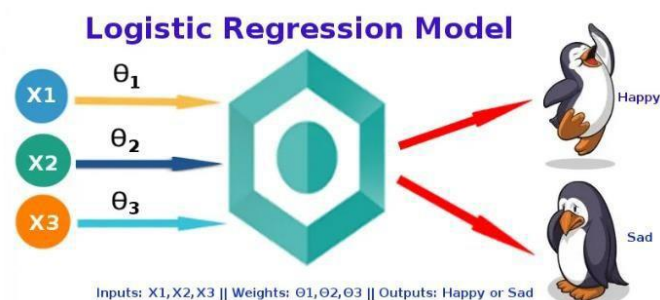 Logistic Regression Model
X1
θ1
X2
θ2
X3
θ3
Happy
Sad
Inputs: X1,X2,X3 || Weights: Θ1,Θ2,Θ3 || Outputs: Happy or Sad